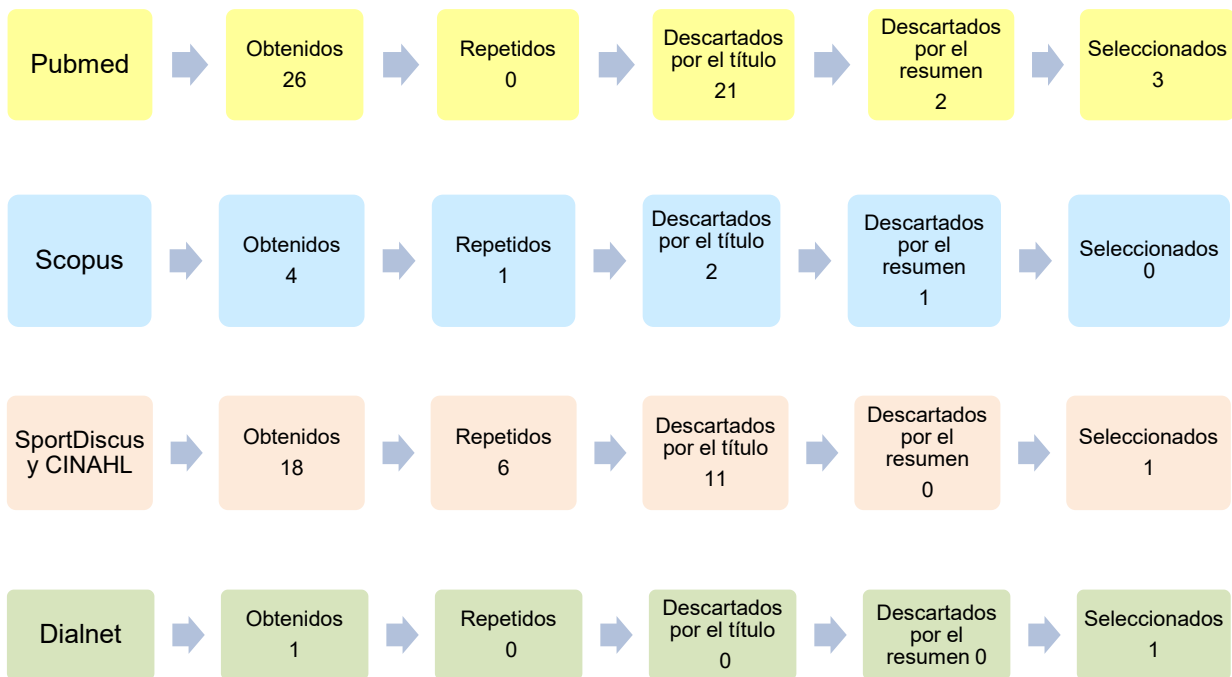 Pubmed
Obtenidos
26
Repetidos
0
Descartados
por el título
21
Descartados
por el
resumen
2
Seleccionados
3
Scopus
Obtenidos
4
Repetidos
1
Descartados
por el título
2
Descartados
por el
resumen
1
Seleccionados
0
SportDiscus
y CINAHL
Obtenidos
18
Repetidos
6
Descartados
por el título
11
Descartados
por el
resumen
0
Seleccionados
1
Dialnet
Obtenidos
1
Repetidos
0
Descartados
por el título
0
Descartados
por el
resumen 0
Seleccionados
1